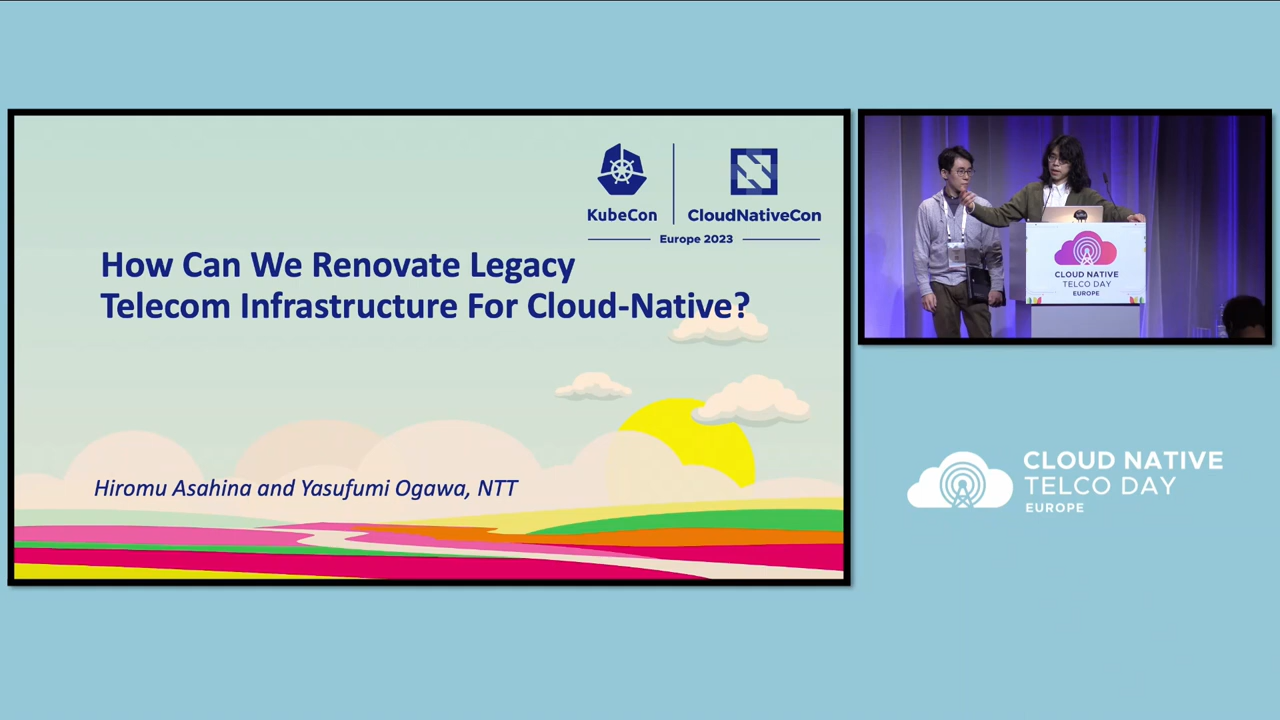 KubeCon
CloudNativeCon
Europe 2023
How Can We Renovate Legacy
Telecom Infrastructure For Cloud-Native?
Hiromu Asahina and Yasufumi Ogawa, NTT
CLOUD NATIVE
TELCO DAY
EUROPE
CLOUD NATIVE
TELCO DAY
EUROPE